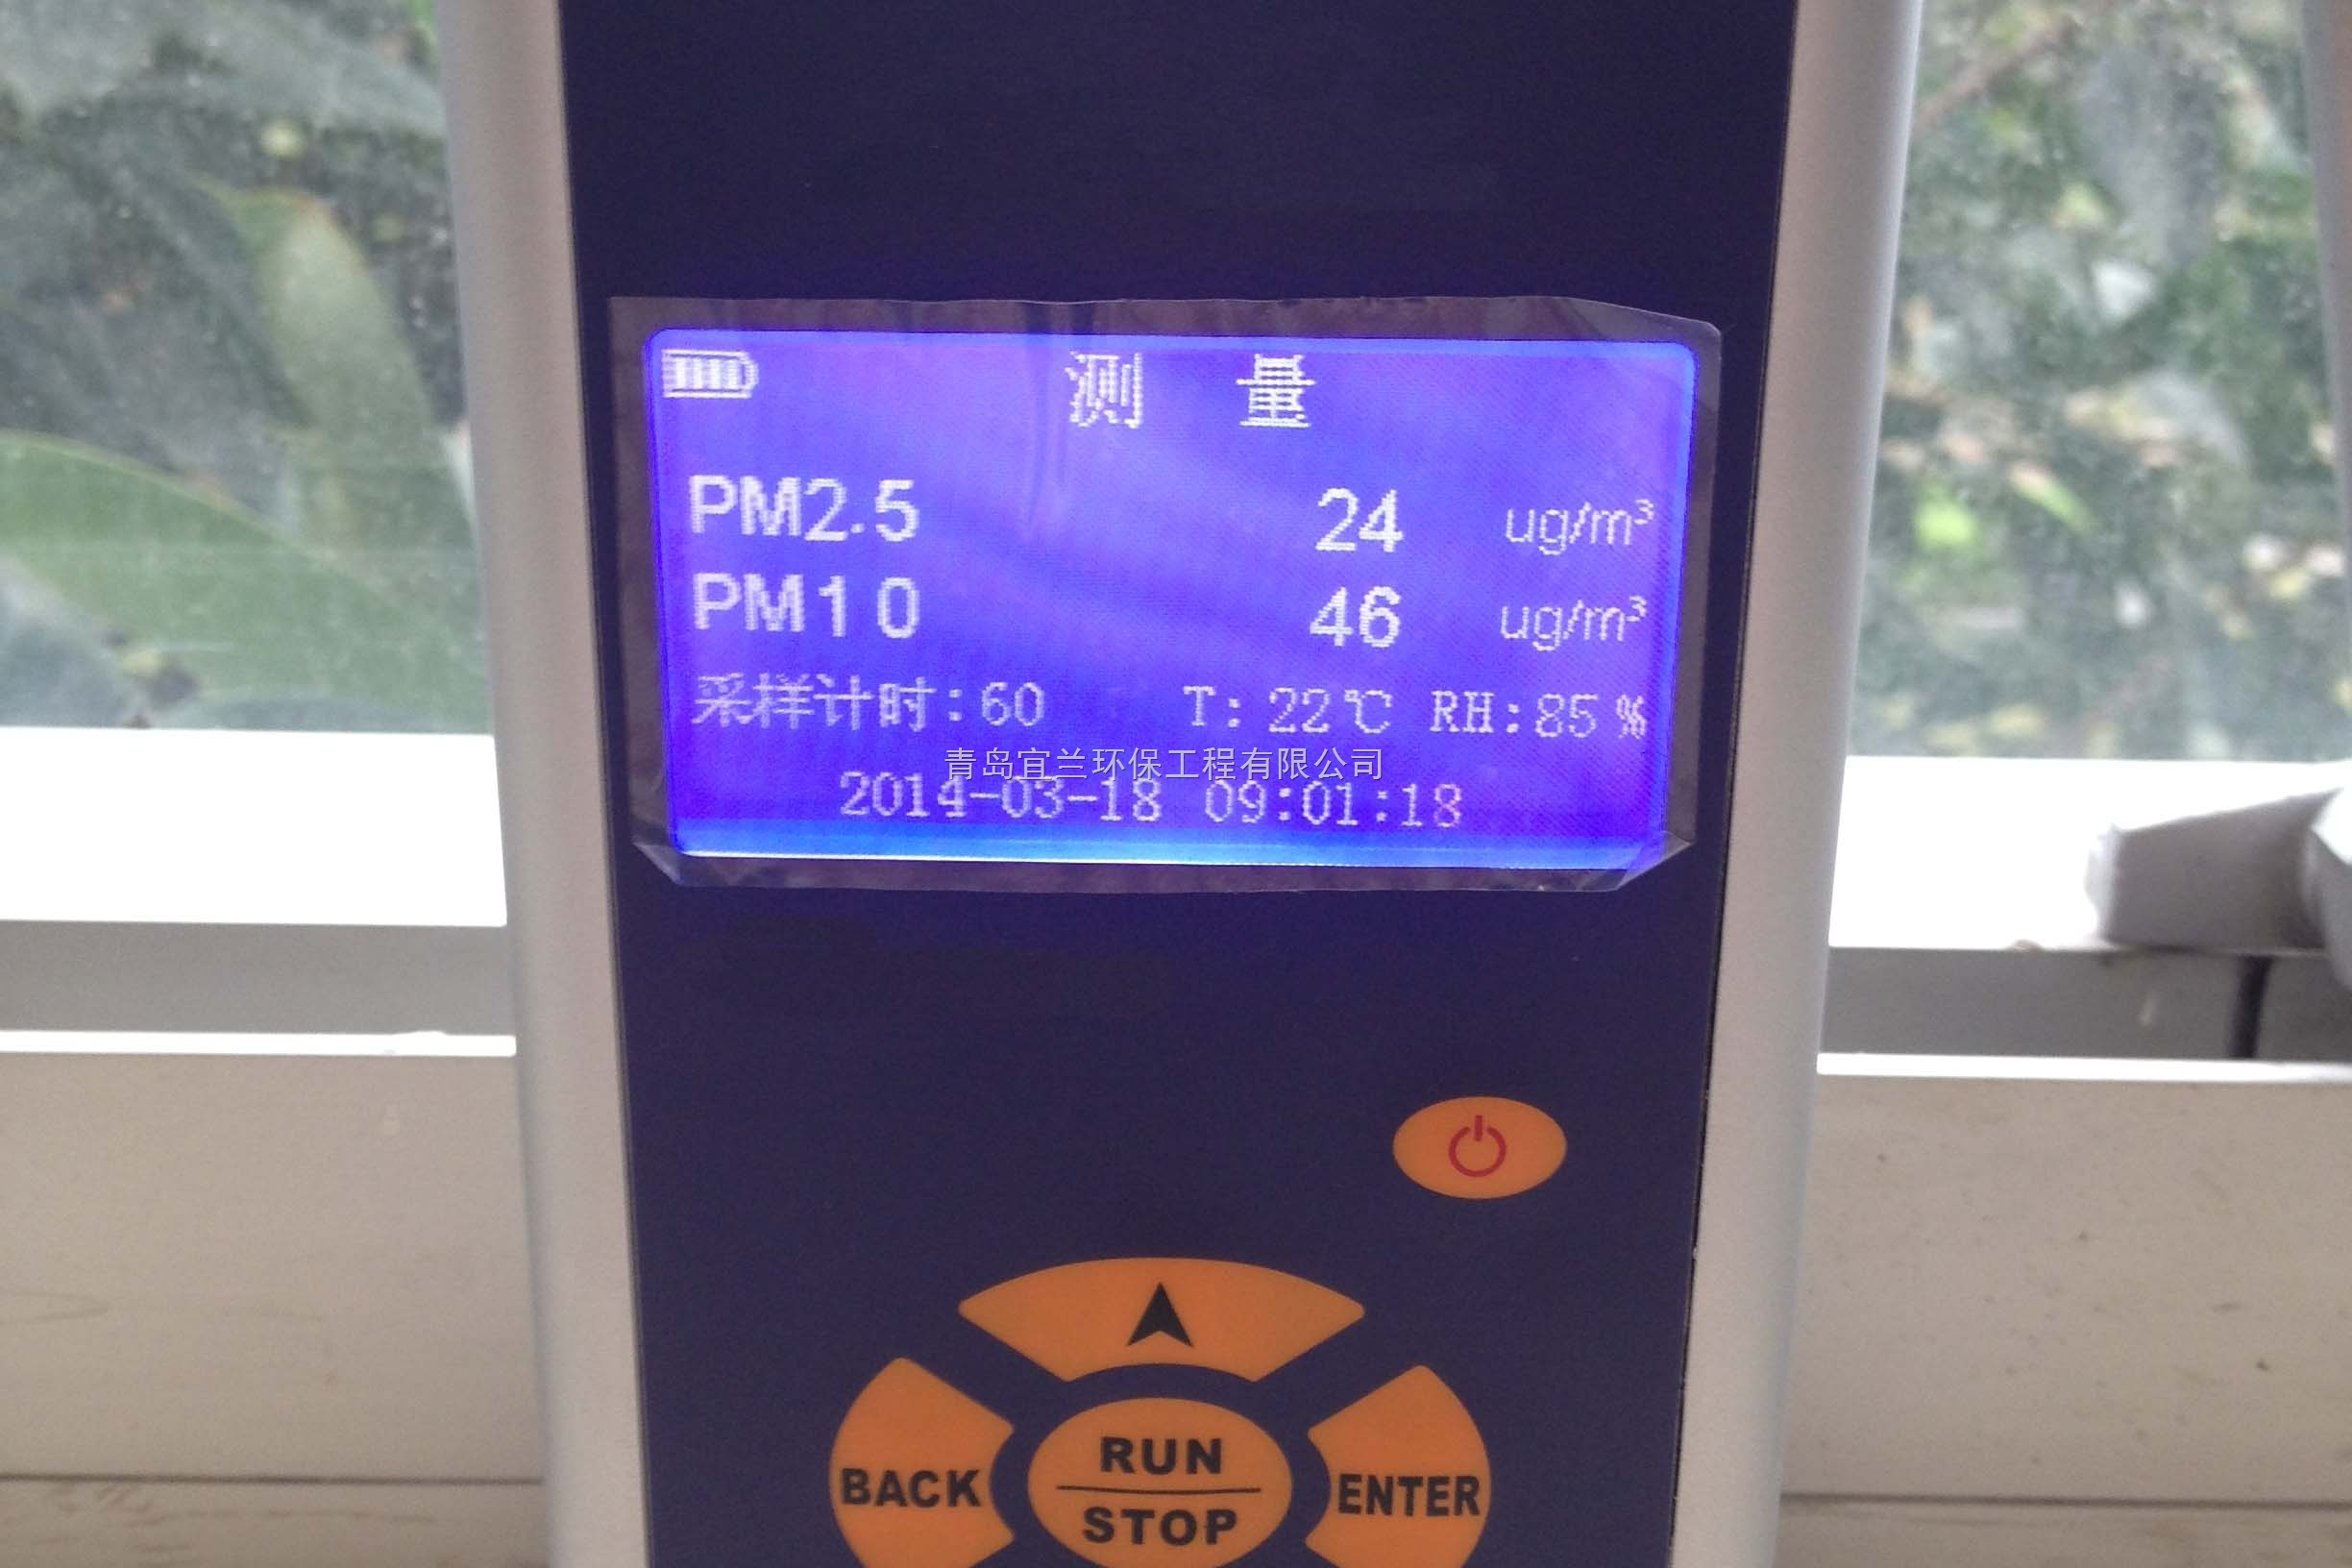 测 量
PM2.5 24 ug/m³
PM10 46 ug/m³
采样计时:60 T: 22℃ RH:85%
青岛宜兰环保工程有限公司
2014-03-18 09:01:18
BACK
RUN
STOP
ENTER